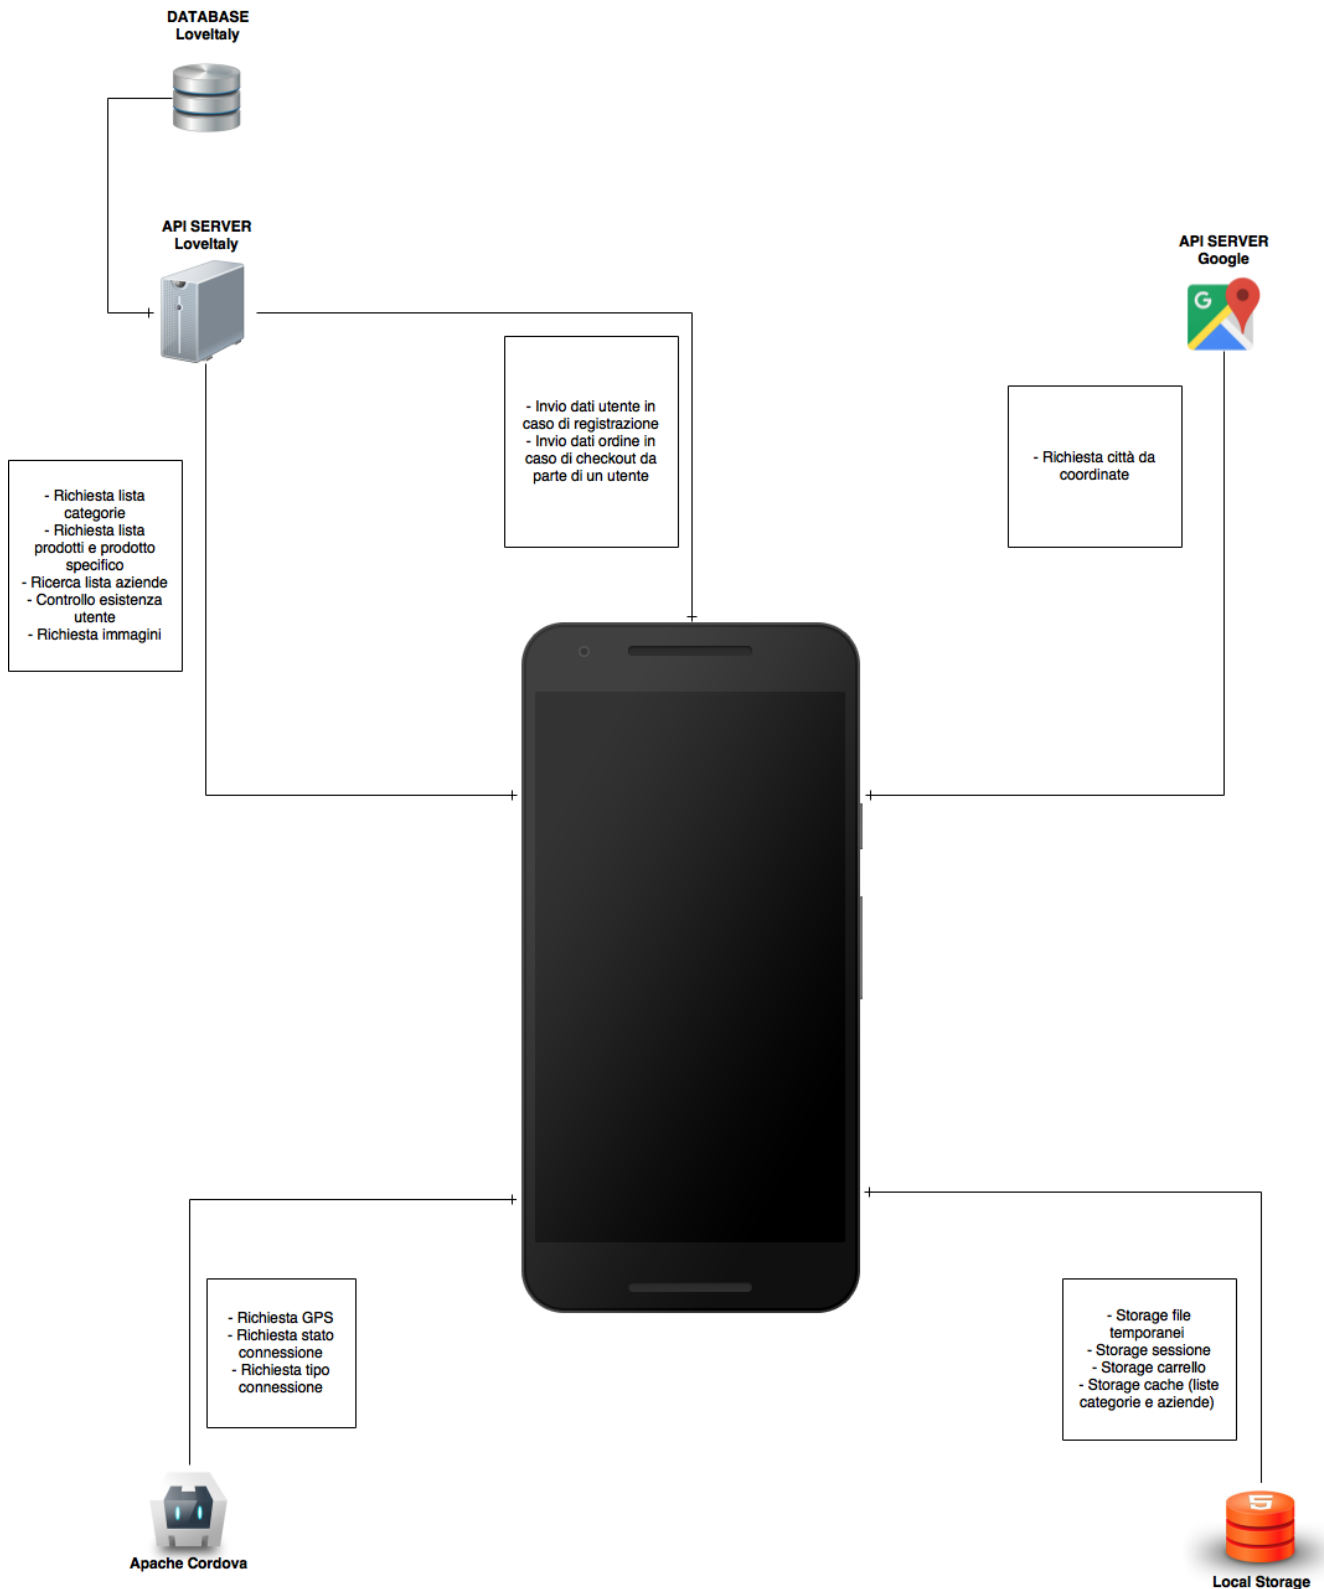 DATABASE
LoveItaly
API SERVER
LoveItaly
API SERVER
Google
G
- Invio dati utente in
caso di registrazione
- Invio dati ordine in
caso di checkout da
parte di un utente
- Richiesta città da
coordinate
- Richiesta lista
categorie
- Richiesta lista
prodotti e prodotto
specifico
- Ricerca lista aziende
- Controllo esistenza
utente
- Richiesta immagini
- Richiesta GPS
- Richiesta stato
connessione
- Richiesta tipo
connessione
- Storage file
temporanei
- Storage sessione
- Storage carrello
- Storage cache (liste
categorie e aziende)
5
Apache Cordova
Local Storage